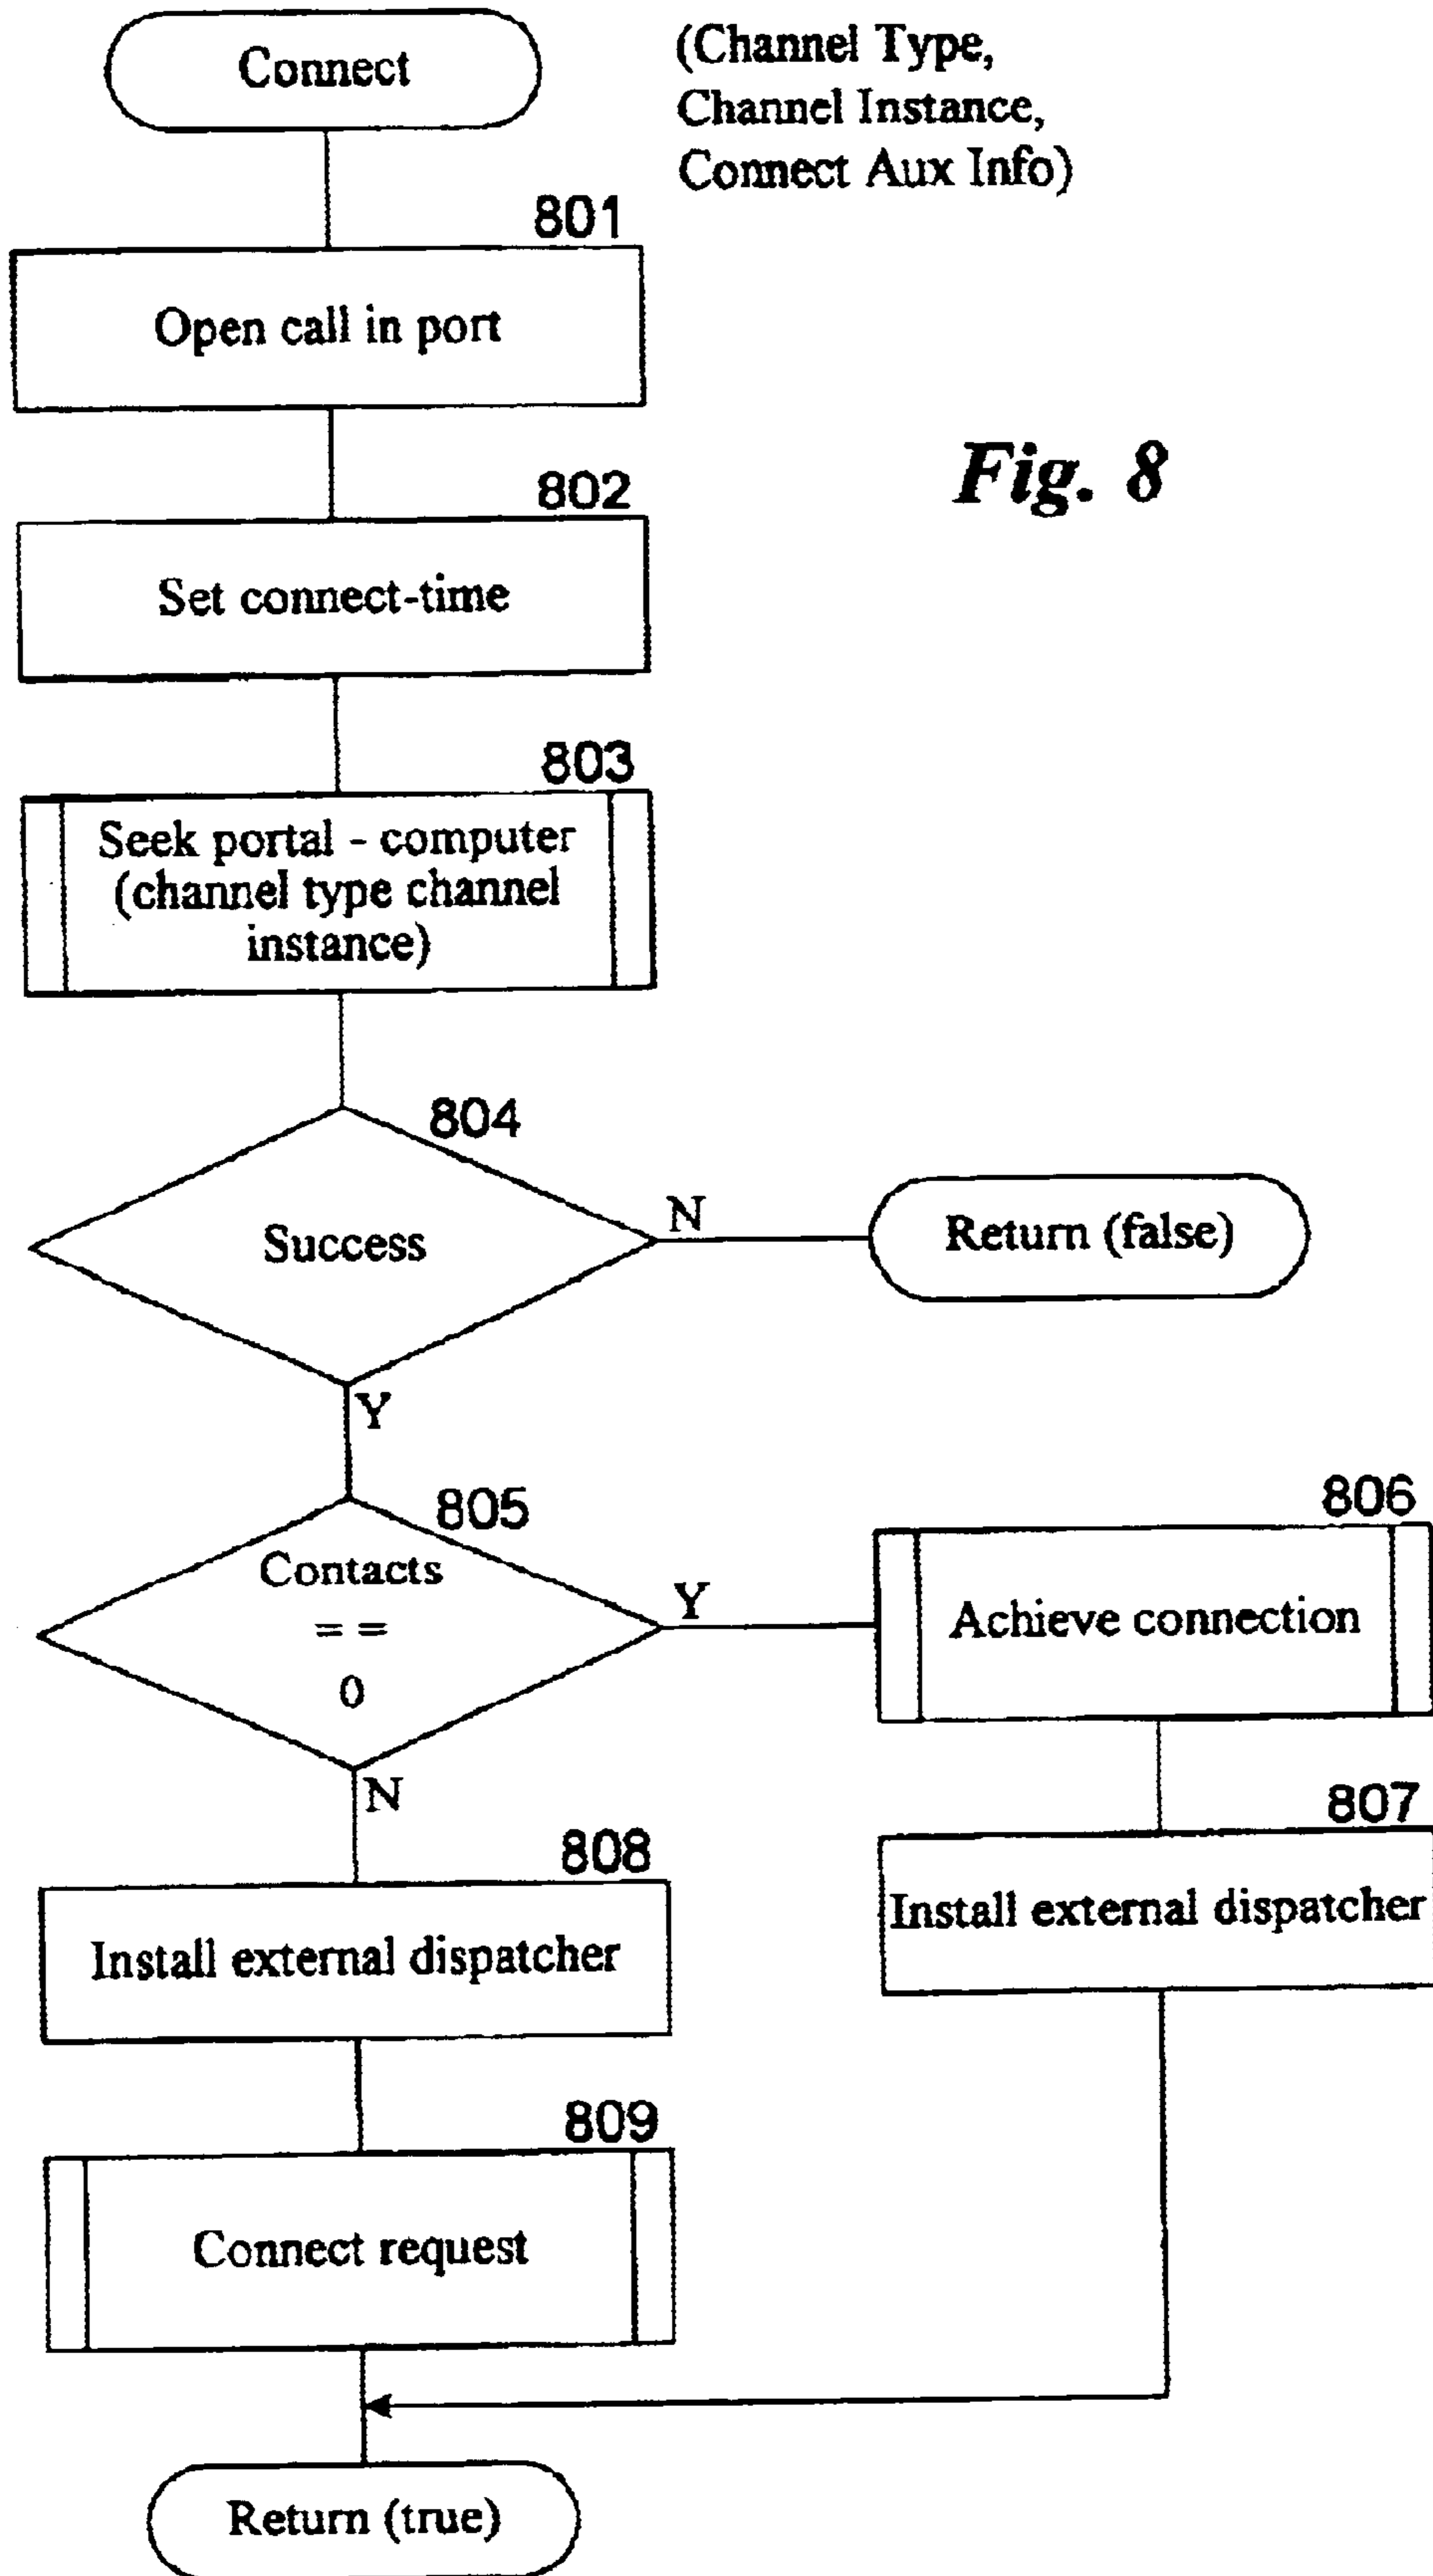 Connect
(Channel Type,
Channel Instance,
Connect Aux Info)
801
Open call in port
Fig. 8
802
Set connect-time
803
Seek portal - computer
(channel type channel
instance)
804
Success
N
Return (false)
Y
805
Contacts
= =
0
Y
806
Achieve connection
N
807
Install external dispatcher
808
Install external dispatcher
809
Connect request
Return (true)